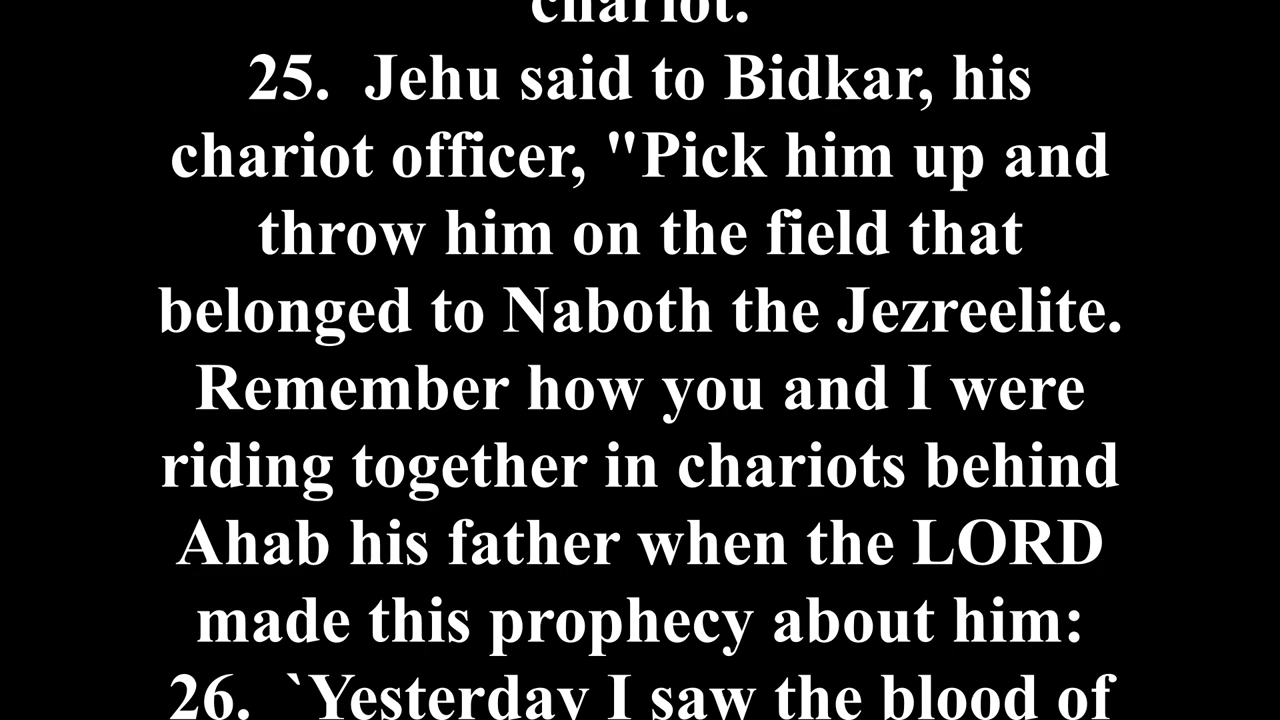 chariot.
25.  Jehu said to Bidkar, his
chariot officer, "Pick him up and
throw him on the field that
belonged to Naboth the Jezreelite.
Remember how you and I were
riding together in chariots behind
Ahab his father when the LORD
made this prophecy about him:
26.  `Yesterday I saw the blood of